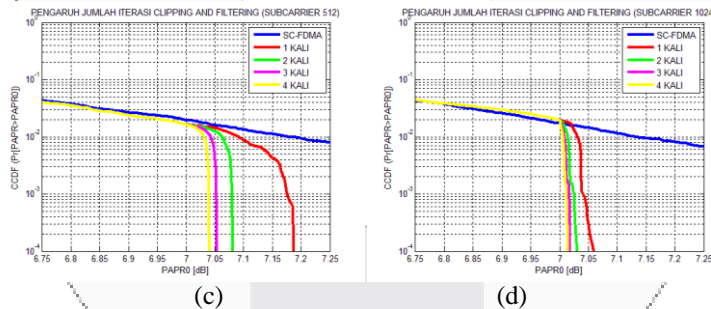 PENGARUH JUMLAH ITERASI CLIPPING AND FILTERING (SUBCARRIER 512)
10^0
10^-1
10^-2
10^-3
10^-4
CCDF (Pr[PAPR>PAPR0])
SC-FDMA
1 KALI
2 KALI
3 KALI
4 KALI
6.75 6.8 6.85 6.9 6.95 7 7.05 7.1 7.15 7.2 7.25
PAPR0 [dB]
(c)
PENGARUH JUMLAH ITERASI CLIPPING AND FILTERING (SUBCARRIER 1024
10^0
10^-1
10^-2
10^-3
10^-4
CCDF (Pr[PAPR>PAPR0])
SC-FDMA
1 KALI
2 KALI
3 KALI
4 KALI
6.75 6.8 6.85 6.9 6.95 7 7.05 7.1 7.15 7.2 7.25
PAPR0 [dB]
(d)